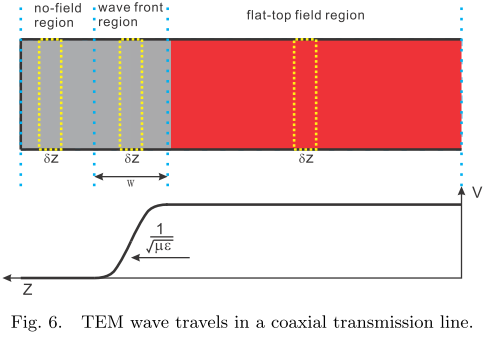 no-field
region
wave front
region
flat-top field region
δz
δz
δz
w
V
1
√με
Z
Fig. 6. TEM wave travels in a coaxial transmission line.